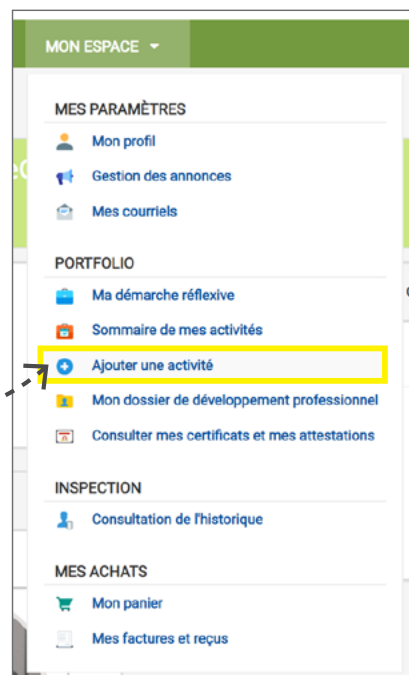 MON ESPACE
MES PARAMÈTRES
Mon profil
Gestion des annonces
Mes courriels
PORTFOLIO
Ma démarche réflexive
Sommaire de mes activités
Ajouter une activité
Mon dossier de développement professionnel
Consulter mes certificats et mes attestations
INSPECTION
Consultation de l'historique
MES ACHATS
Mon panier
Mes factures et reçus